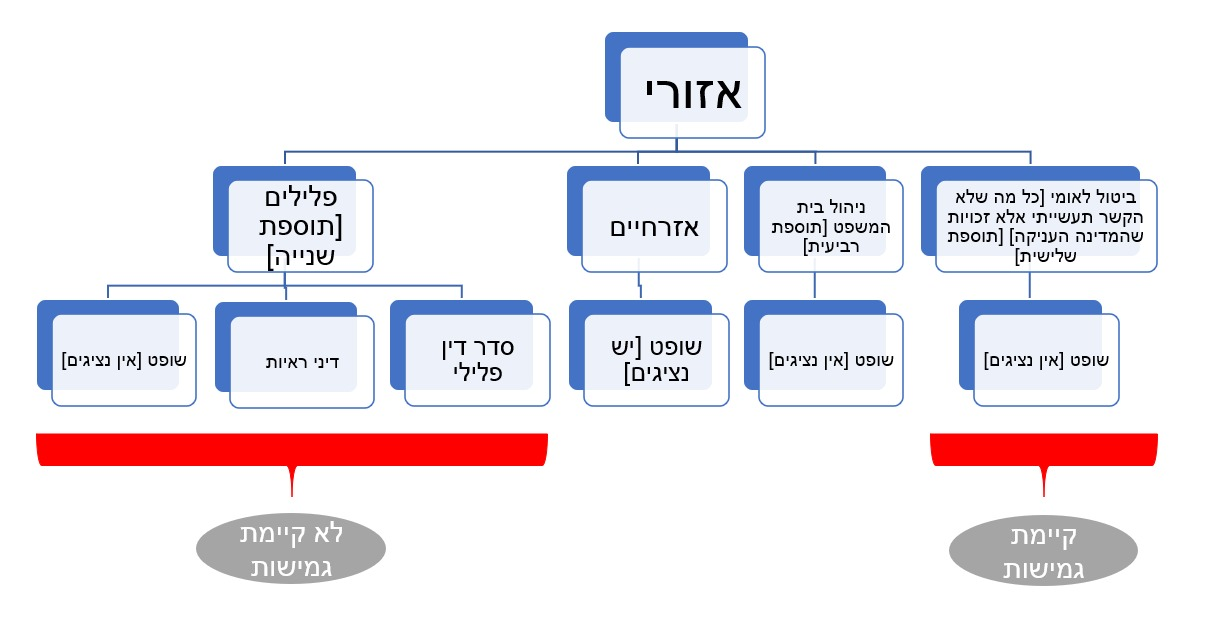 אזורי
ביטול לאומי [כל מה שלא
הקשר תעשייתי אלא זכויות
שהמדינה העניקה] [תוספת
שלישית]
ניהול בית
המשפט [תוספת
רביעית]
אזרחיים
פלילים
[תוספת
שנייה]
שופט [אין נציגים]
שופט [אין נציגים]
שופט [יש
נציגים]
סדר דין
פלילי
דיני ראיות
שופט [אין נציגים]
קיימת
גמישות
לא קיימת
גמישות